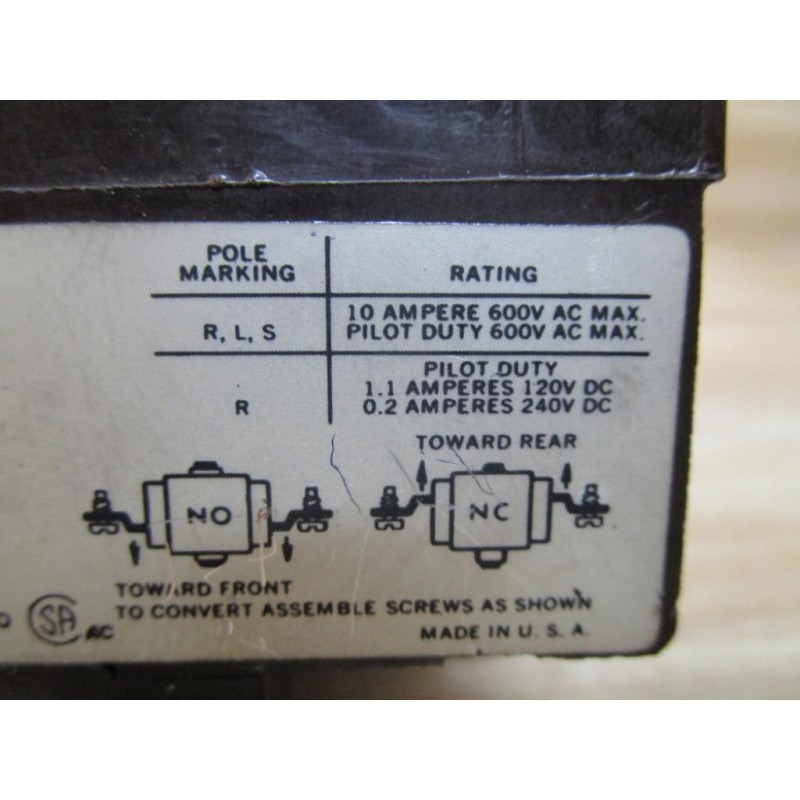 POLE
MARKING
RATING
R, L, S
10 AMPERE 600V AC MAX.
PILOT DUTY 600V AC MAX.
R
PILOT DUTY
1.1 AMPERES 120V DC
0.2 AMPERES 240V DC
TOWARD REAR
NO
NC
TOWARD FRONT
TO CONVERT ASSEMBLE SCREWS AS SHOWN
SA
AC
MADE IN U. S. A.